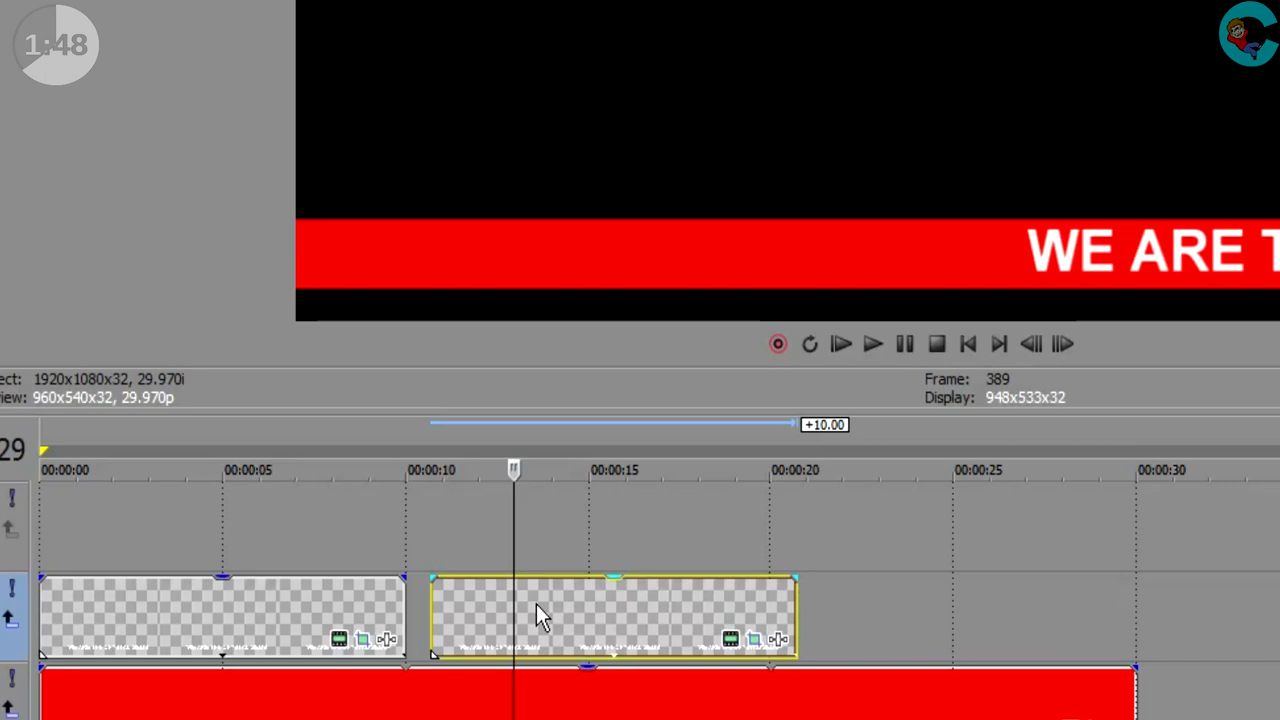 1:48
WE ARE T
ect: 1920x1080x32, 29.970i
iew: 960x540x32, 29.970p
Frame: 389
Display: 948x533x32
+10.00
29
00:00:00 00:00:05 00:00:10 00:00:15 00:00:20 00:00:25 00:00:30